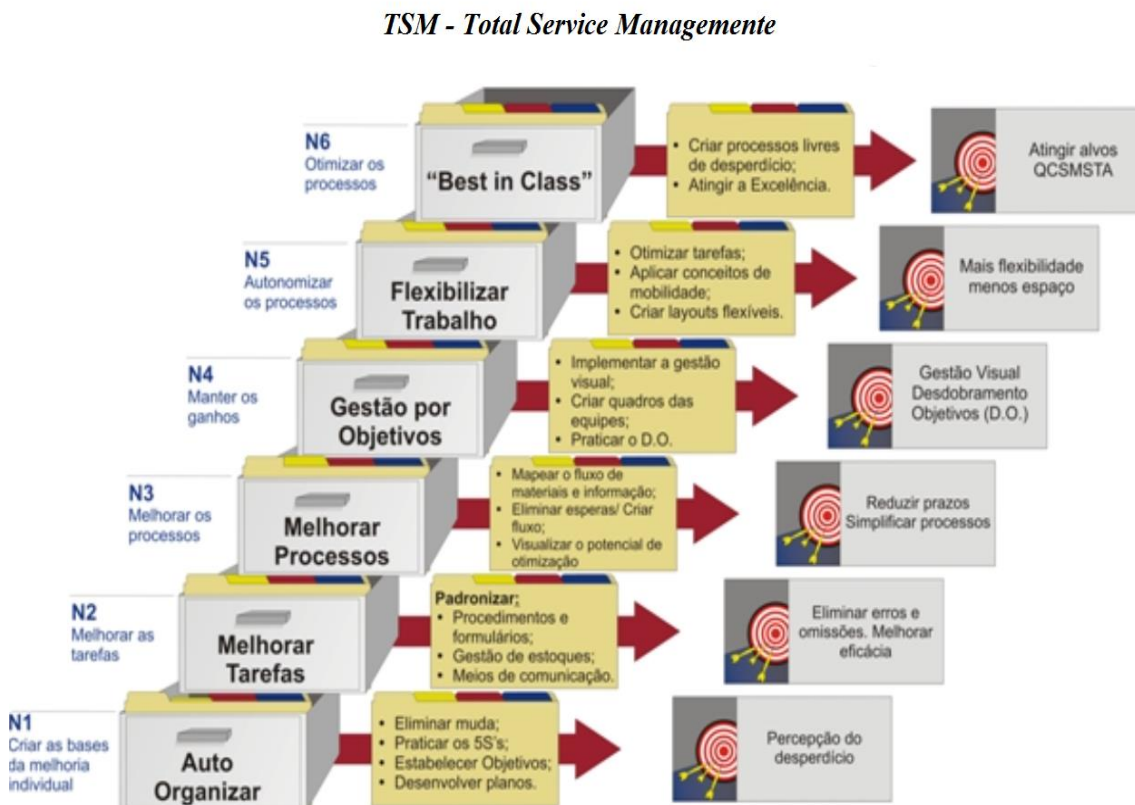 TSM - Total Service Managemente
N6
Otimizar os
processos
“Best in Class”
• Criar processos livres
de desperdício;
• Atingir a Excelência.
Atingir alvos
QCSMSTA
N5
Autonomizar
os processos
Flexibilizar
Trabalho
• Otimizar tarefas;
• Aplicar conceitos de
mobilidade;
• Criar layouts flexíveis.
Mais flexibilidade
menos espaço
N4
Manter os
ganhos
Gestão por
Objetivos
• Implementar a gestão
visual;
• Criar quadros das
equipes;
• Praticar o D.O.
Gestão Visual
Desdobramento
Objetivos (D.O.)
N3
Melhorar os
processos
Melhorar
Processos
• Mapear o fluxo de
materiais e informação;
• Eliminar esperas/ Criar
fluxo;
• Visualizar o potencial de
otimização
Reduzir prazos
Simplificar processos
N2
Melhorar as
tarefas
Melhorar
Tarefas
Padronizar:
• Procedimentos e
formulários;
• Gestão de estoques;
• Meios de comunicação.
Eliminar erros e
omissões. Melhorar
eficácia
N1
Criar as bases
da melhoria
individual
Auto
Organizar
• Eliminar muda;
• Praticar os 5S's;
• Estabelecer Objetivos;
• Desenvolver planos.
Percepção do
desperdício